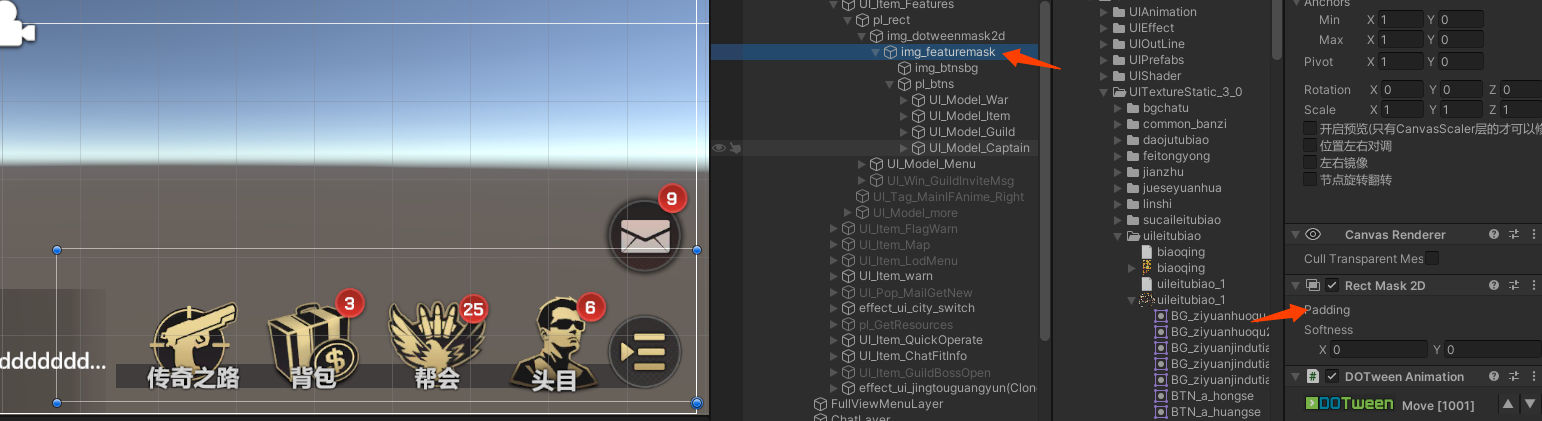 9
3
25
6
ddddddd...
传奇之路
背包
帮会
头目
UI_Item_Features
pl_rect
img_dotweenmask2d
img_featuremask
img_btnsbg
pl_btns
UI_Model_War
UI_Model_Item
UI_Model_Guild
UI_Model_Captain
UI_Model_Menu
UI_Win_GuildInviteMsg
UI_Tag_MainIFAnime_Right
UI_Model_more
UI_Item_FlagWarn
UI_Item_Map
UI_Item_LodMenu
UI_Item_warn
UI_Pop_MailGetNew
effect_ui_city_switch
pl_GetResources
UI_Item_QuickOperate
UI_Item_ChatFitInfo
UI_Item_GuildBossOpen
effect_ui_jingtouguangyun(Clon
FullViewMenuLayer
ChatLayer
UIAnimation
UIEffect
UIOutLine
UIPrefabs
UIShader
UITextureStatic_3_0
bgchatu
common_banzi
daojutubiao
feitongyong
jianzhu
jueseyuanhua
linshi
sucaileitubiao
uileitubiao
biaoqing
biaoqing
uileitubiao_1
uileitubiao_1
BG_ziyuanhuoqu
BG_ziyuanhuoqu2
BG_ziyuanjindutia
BG_ziyuanjindutia
BG_ziyuanjindutia
BTN_a_hongse
BTN_a_huangse
Anchors
Min X 1 Y 0
Max X 1 Y 0
Pivot X 1 Y 0
Rotation X 0 Y 0 Z 0
Scale X 1 Y 1 Z 1
开启预览(只有CanvasScaler层的才可以修
位置左右对调
左右镜像
节点旋转翻转
Canvas Renderer
Cull Transparent Mes
Rect Mask 2D
Padding
Softness
X 0 Y 0
DOTween Animation
DOTween Move [1001]